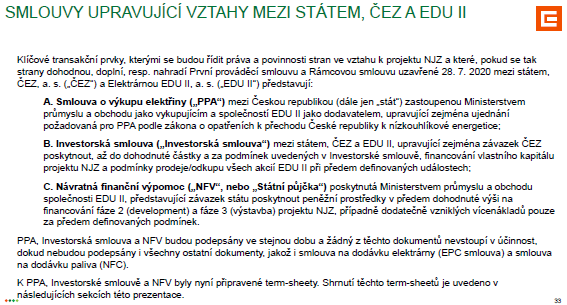 SMLOUVY UPRAVUJÍCÍ VZTAHY MEZI STÁTEM, ČEZ A EDU II
Klíčové transakční prvky, kterými se budou řídit práva a povinnosti stran ve vztahu k projektu NJZ a které, pokud se tak
strany dohodnou, doplní, resp. nahradí První prováděcí smlouvu a Rámcovou smlouvu uzavřené 28. 7. 2020 mezi státem,
ČEZ, a. s. („ČEZ") a Elektrárnou EDU II, a. s. („EDU II") představují:
A. Smlouva o výkupu elektřiny („PPA") mezi Českou republikou (dále jen „stát") zastoupenou Ministerstvem
průmyslu a obchodu jako vykupujícím a společností EDU II jako dodavatelem, upravující zejména ujednání
požadovaná pro PPA podle zákona o opatřeních k přechodu České republiky k nízkouhlíkové energetice;
B. Investorská smlouva („Investorská smlouva") mezi státem, ČEZ a EDU II, upravující zejména závazek ČEZ
poskytnout, až do dohodnuté částky a za podmínek uvedených v Investorské smlouvě, financování vlastního kapitálu
projektu NJZ a podmínky prodeje/odkupu všech akcií EDU II při předem definovaných událostech;
C. Návratná finanční výpomoc („NFV", nebo „Státní půjčka") poskytnutá Ministerstvem průmyslu a obchodu
společnosti EDU II, představující závazek státu poskytnout peněžní prostředky v předem dohodnuté výši na
financování fáze 2 (development) a fáze 3 (výstavba) projektu NJZ, případně dodatečně vzniklých vícenákladů pouze
za předem definovaných podmínek.
PPA, Investorská smlouva a NFV budou podepsány ve stejnou dobu a žádný z těchto dokumentů nevstoupí v účinnost,
dokud nebudou podepsány i všechny ostatní dokumenty, jakož i smlouva na dodávku elektrárny (EPC smlouva) a smlouva
na dodávku paliva (NFC).
K PPA, Investorské smlouvě a NFV byly nyní připravené term-sheety. Shrnutí těchto term-sheetů je uvedeno v
následujících sekcích této prezentace.
33